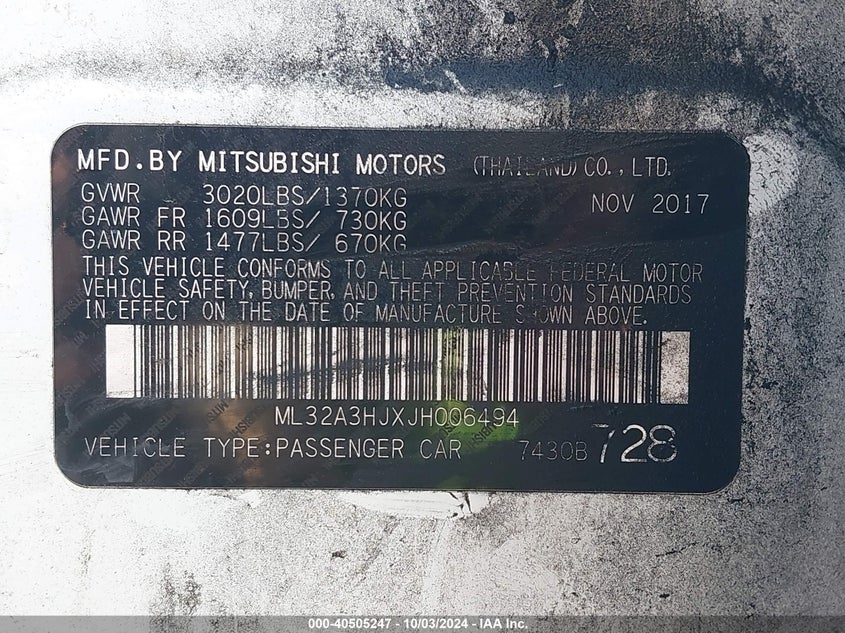 MFD.BY MITSUBISHI MOTORS (THAILAND) CO., LTD.
GVWR 3020LBS/1370KG NOV 2017
GAWR FR 1609LBS/ 730KG
GAWR RR 1477LBS/ 670KG
THIS VEHICLE CONFORMS TO ALL APPLICABLE FEDERAL MOTOR
VEHICLE SAFETY, BUMPER, AND THEFT PREVENTION STANDARDS
IN EFFECT ON THE DATE OF MANUFACTURE SHOWN ABOVE.
ML32A3HJXJH006494
VEHICLE TYPE:PASSENGER CAR 7430B 728
000-40505247 - 10/03/2024 - IAA Inc.